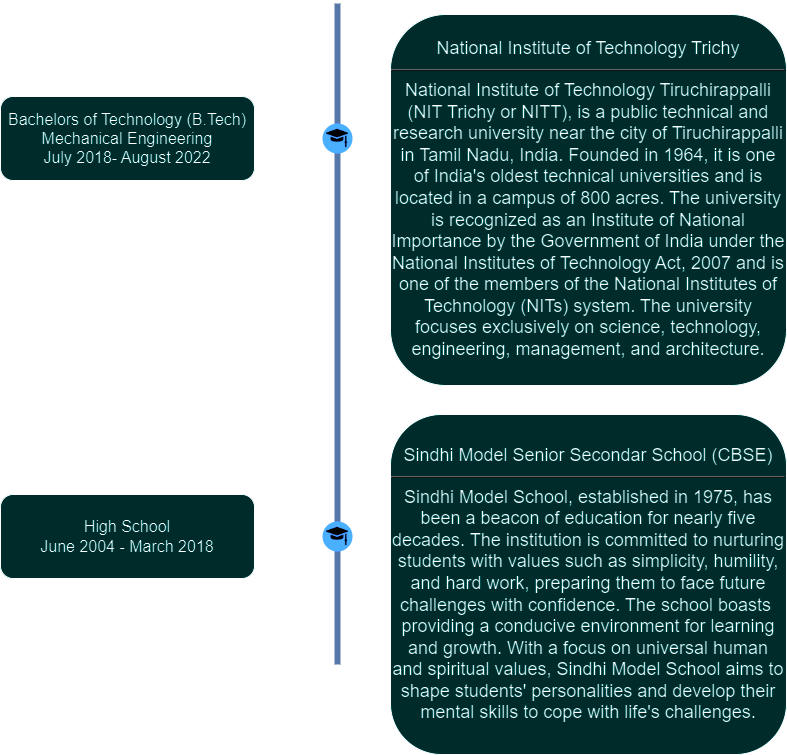 Bachelors of Technology (B.Tech)
Mechanical Engineering
July 2018- August 2022
National Institute of Technology Trichy
National Institute of Technology Tiruchirappalli
(NIT Trichy or NITT), is a public technical and
research university near the city of Tiruchirappalli
in Tamil Nadu, India. Founded in 1964, it is one
of India's oldest technical universities and is
located in a campus of 800 acres. The university
is recognized as an Institute of National
Importance by the Government of India under the
National Institutes of Technology Act, 2007 and is
one of the members of the National Institutes of
Technology (NITs) system. The university
focuses exclusively on science, technology,
engineering, management, and architecture.
High School
June 2004 - March 2018
Sindhi Model Senior Secondar School (CBSE)
Sindhi Model School, established in 1975, has
been a beacon of education for nearly five
decades. The institution is committed to nurturing
students with values such as simplicity, humility,
and hard work, preparing them to face future
challenges with confidence. The school boasts
providing a conducive environment for learning
and growth. With a focus on universal human
and spiritual values, Sindhi Model School aims to
shape students' personalities and develop their
mental skills to cope with life's challenges.